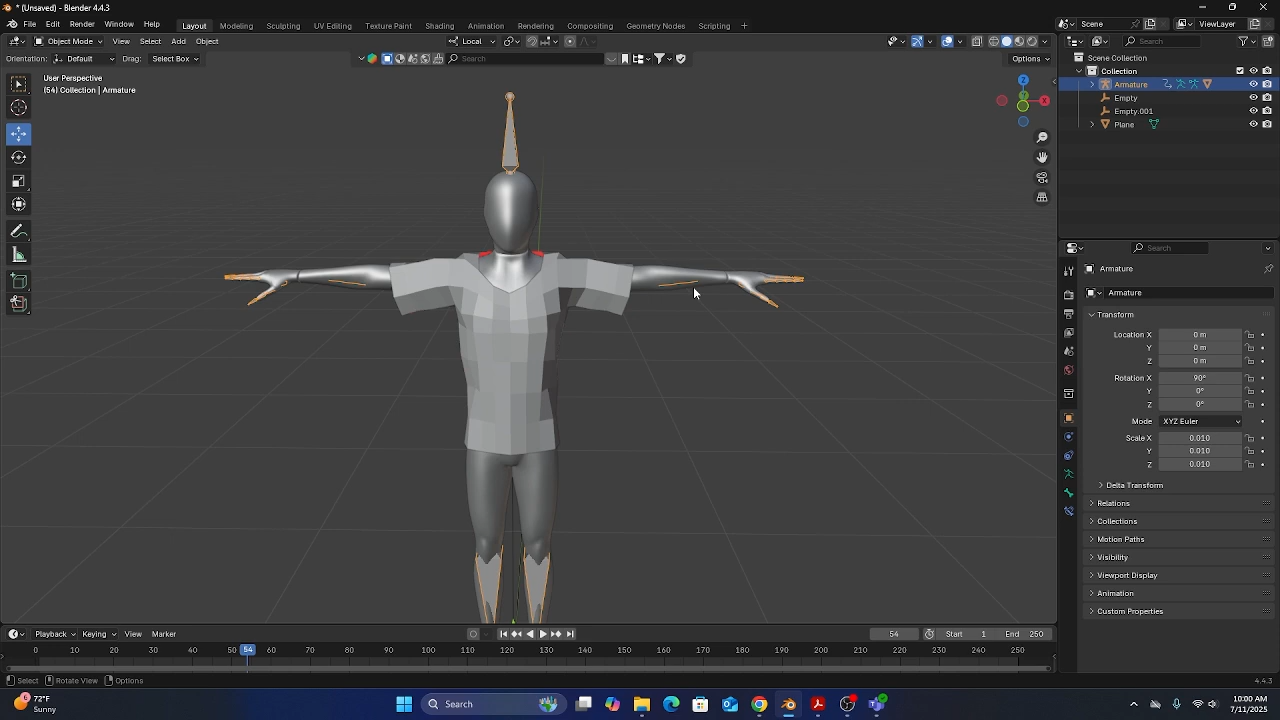 * (Unsaved) - Blender 4.4.3
File Edit Render Window Help Layout Modeling Sculpting UV Editing Texture Paint Shading Animation Rendering Compositing Geometry Nodes Scripting + Scene ViewLayer
Object Mode View Select Add Object Local Search
Orientation: Default Drag: Select Box Search Options
User Perspective
(54) Collection | Armature
Z
X
Scene Collection
Collection
Armature
Empty
Empty.001
Plane
Search
Armature
Armature
Transform
Location X 0 m
Y 0 m
Z 0 m
Rotation X 90°
Y 0°
Z 0°
Mode XYZ Euler
Scale X 0.010
Y 0.010
Z 0.010
Delta Transform
Relations
Collections
Motion Paths
Visibility
Viewport Display
Animation
Custom Properties
Playback Keying View Marker 54 Start 1 End 250
0 10 20 30 40 50 54 60 70 80 90 100 110 120 130 140 150 160 170 180 190 200 210 220 230 240 250
Select Rotate View Options 4.4.3
72°F
Sunny
Search
10:00 AM
7/11/2025